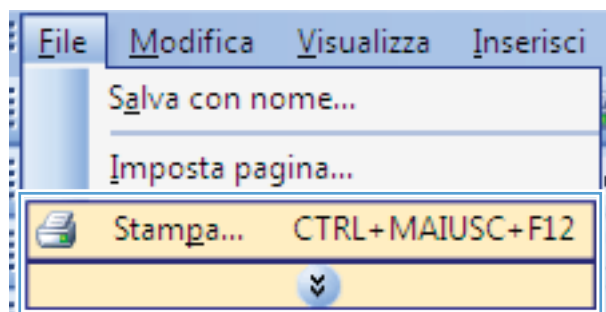 File Modifica Visualizza Inserisci
Salva con nome...
Imposta pagina...
Stampa... CTRL+MAIUSC+F12